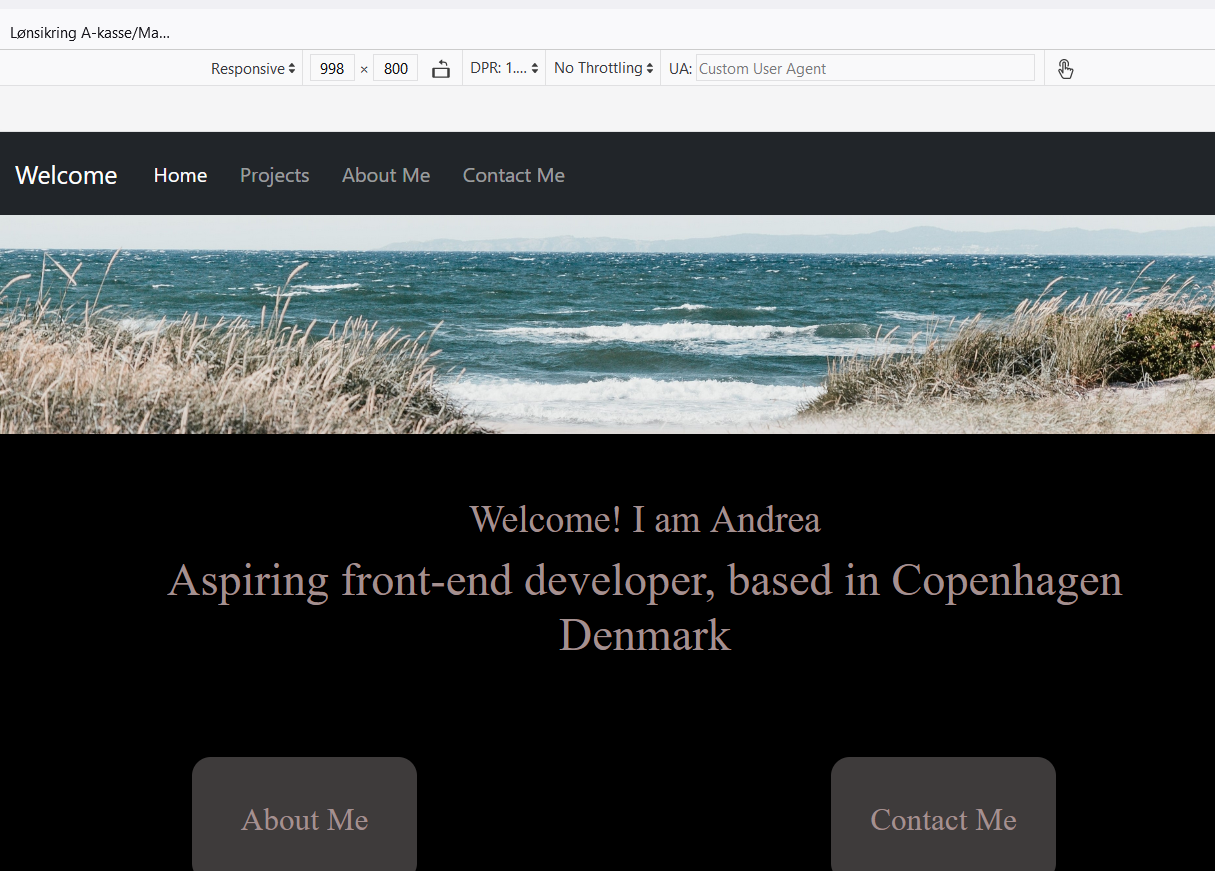 Lønsikring A-kasse/Ma...
Responsive 998 × 800 DPR: 1.... No Throttling UA: Custom User Agent
Welcome Home Projects About Me Contact Me
Welcome! I am Andrea
Aspiring front-end developer, based in Copenhagen
Denmark
About Me Contact Me